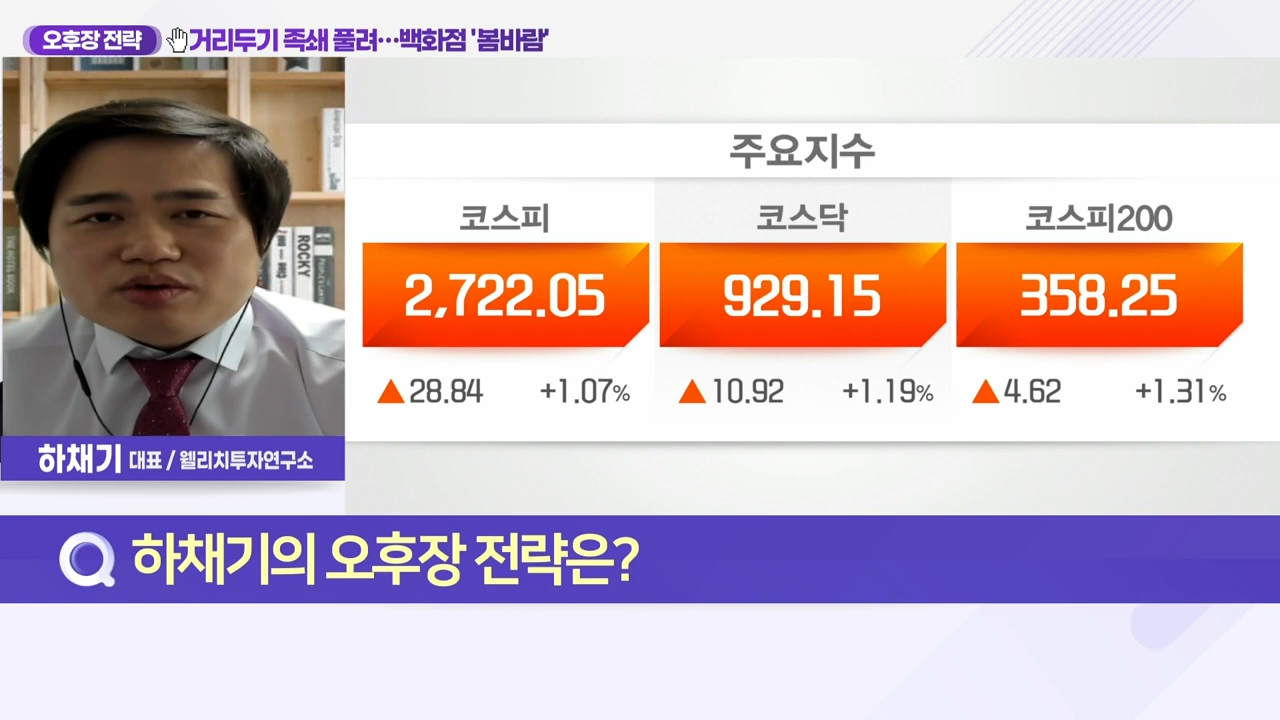 오후장 전략
거리두기 족쇄 풀려…백화점 '봄바람'
ROCKY
주요지수
코스피
2,722.05
▲28.84 +1.07%
코스닥
929.15
▲10.92 +1.19%
코스피200
358.25
▲4.62 +1.31%
하채기 대표 / 웰리치투자연구소
하채기의 오후장 전략은?